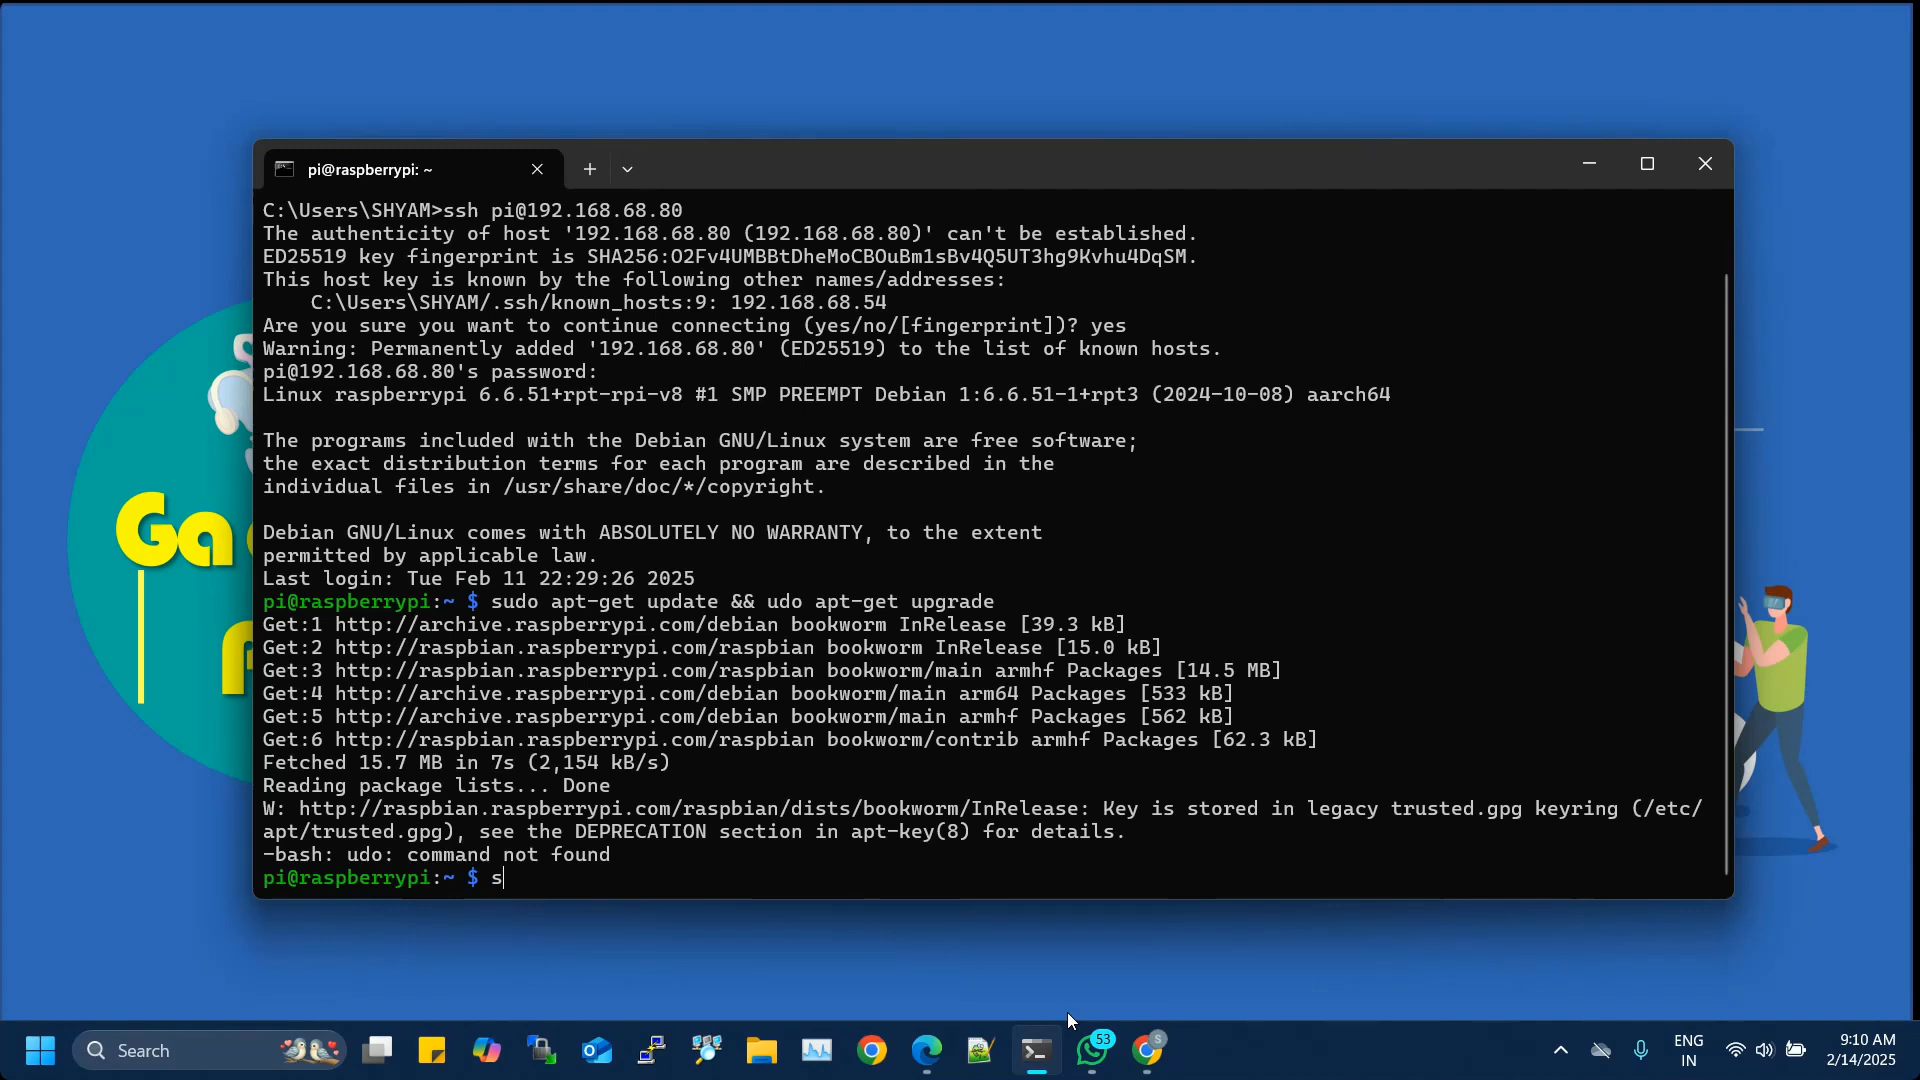 pi@raspberrypi: ~
C:\Users\SHYAM>ssh pi@192.168.68.80
The authenticity of host '192.168.68.80 (192.168.68.80)' can't be established.
ED25519 key fingerprint is SHA256:O2Fv4UMBBtDheMoCBOuBm1sBv4Q5UT3hg9Kvhu4DqSM.
This host key is known by the following other names/addresses:
    C:\Users\SHYAM/.ssh/known_hosts:9: 192.168.68.54
Are you sure you want to continue connecting (yes/no/[fingerprint])? yes
Warning: Permanently added '192.168.68.80' (ED25519) to the list of known hosts.
pi@192.168.68.80's password:
Linux raspberrypi 6.6.51+rpt-rpi-v8 #1 SMP PREEMPT Debian 1:6.6.51-1+rpt3 (2024-10-08) aarch64
The programs included with the Debian GNU/Linux system are free software;
the exact distribution terms for each program are described in the
individual files in /usr/share/doc/*/copyright.
Debian GNU/Linux comes with ABSOLUTELY NO WARRANTY, to the extent
permitted by applicable law.
Last login: Tue Feb 11 22:29:26 2025
pi@raspberrypi:~ $ sudo apt-get update && udo apt-get upgrade
Get:1 http://archive.raspberrypi.com/debian bookworm InRelease [39.3 kB]
Get:2 http://raspbian.raspberrypi.com/raspbian bookworm InRelease [15.0 kB]
Get:3 http://raspbian.raspberrypi.com/raspbian bookworm/main armhf Packages [14.5 MB]
Get:4 http://archive.raspberrypi.com/debian bookworm/main arm64 Packages [533 kB]
Get:5 http://archive.raspberrypi.com/debian bookworm/main armhf Packages [562 kB]
Get:6 http://raspbian.raspberrypi.com/raspbian bookworm/contrib armhf Packages [62.3 kB]
Fetched 15.7 MB in 7s (2,154 kB/s)
Reading package lists... Done
W: http://raspbian.raspberrypi.com/raspbian/dists/bookworm/InRelease: Key is stored in legacy trusted.gpg keyring (/etc/
apt/trusted.gpg), see the DEPRECATION section in apt-key(8) for details.
-bash: udo: command not found
pi@raspberrypi:~ $ s
Ga
Search
53
S
ENG
IN
9:10 AM
2/14/2025